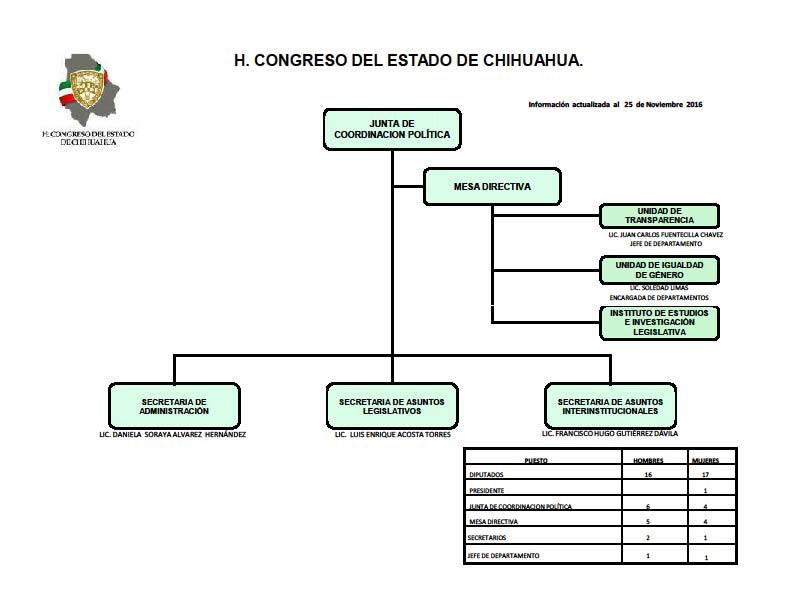 H. CONGRESO DEL ESTADO DE CHIHUAHUA.
H. CONGRESO DEL ESTADO
DE CHIHUAHUA
Información actualizada al 25 de Noviembre 2016
JUNTA DE
COORDINACION POLÍTICA
MESA DIRECTIVA
UNIDAD DE
TRANSPARENCIA
LIC. JUAN CARLOS FUENTECILLA CHAVEZ
JEFE DE DEPARTAMENTO
UNIDAD DE IGUALDAD
DE GÉNERO
LIC. SOLEDAD LIMAS
ENCARGADA DE DEPARTAMENTOS
INSTITUTO DE ESTUDIOS
E INVESTIGACIÓN
LEGISLATIVA
SECRETARIA DE
ADMINISTRACIÓN
LIC. DANIELA SORAYA ALVAREZ HERNÁNDEZ
SECRETARIA DE ASUNTOS
LEGISLATIVOS
LIC. LUIS ENRIQUE ACOSTA TORRES
SECRETARIA DE ASUNTOS
INTERINSTITUCIONALES
LIC. FRANCISCO HUGO GUTIÉRREZ DÁVILA
PUESTO HOMBRES MUJERES
DIPUTADOS 16 17
PRESIDENTE 1
JUNTA DE COORDINACION POLÍTICA 6 4
MESA DIRECTIVA 5 4
SECRETARIOS 2 1
JEFE DE DEPARTAMENTO 1 1